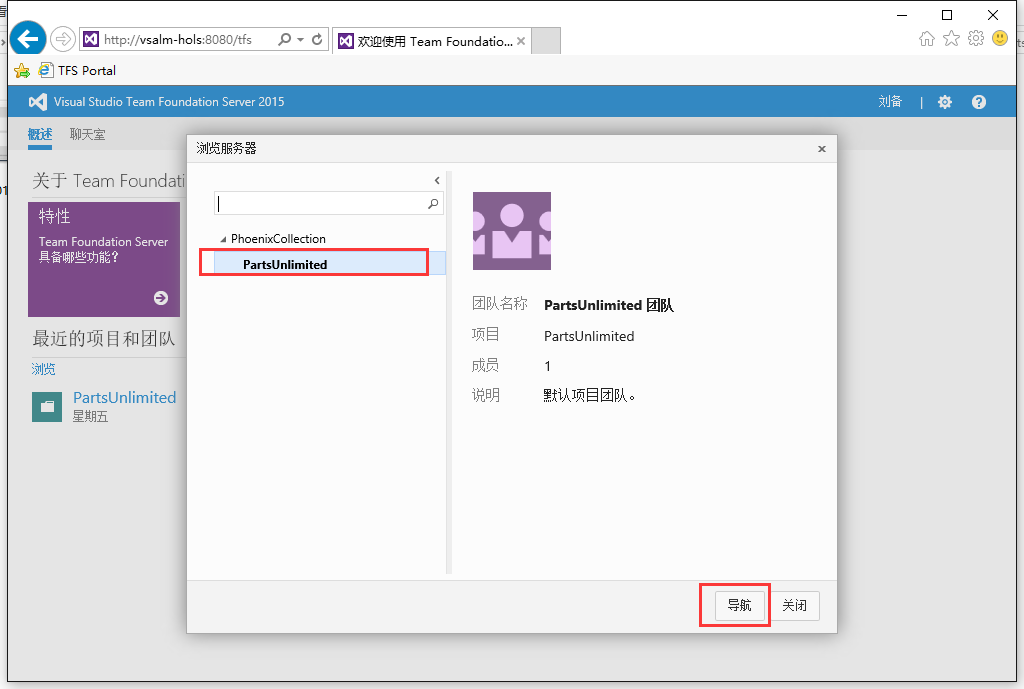 http://vsalm-hols:8080/tfs
欢迎使用 Team Foundatio...
TFS Portal
Visual Studio Team Foundation Server 2015
刘备
概述
聊天室
浏览服务器
关于 Team Foundati
特性
Team Foundation Server
具备哪些功能?
最近的项目和团队
浏览
PartsUnlimited
星期五
PhoenixCollection
PartsUnlimited
团队名称 PartsUnlimited 团队
项目 PartsUnlimited
成员 1
说明 默认项目团队。
导航
关闭